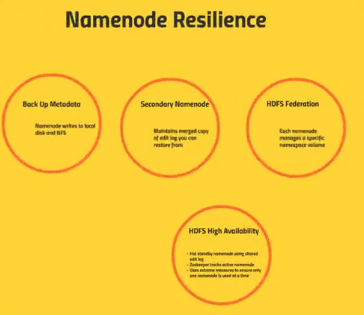 Namenode Resilience
Back Up Metadata
Namenode writes to local
disk and NFS
Secondary Namenode
Maintains merged copy
of edit log you can
restore from
HDFS Federation
Each namenode
manages a specific
namespace volume
HDFS High Availability
- Hot standby namenode using shared
edit log
- Zookeeper tracks active namenode
- Uses extreme measures to ensure only
one namenode is used at a time